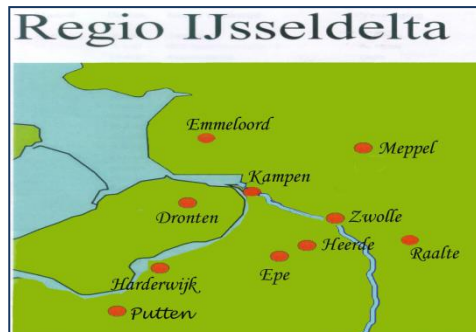 Regio IJsseldelta
Emmeloord
Meppel
Kampen
Dronten
Zwolle
Heerde
Raalte
Epe
Harderwijk
Putten